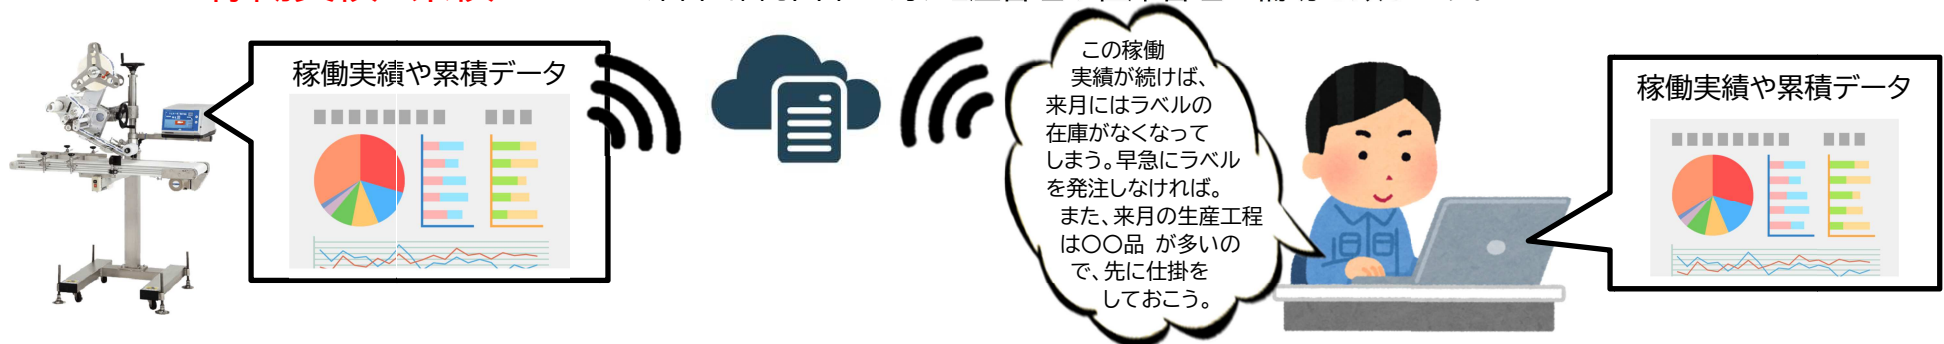 稼働実績や累積データ
この稼働
実績が続けば、
来月にはラベルの
在庫がなくなって
しまう。早急にラベル
を発注しなければ。
また、来月の生産工程
は〇〇品 が多いの
で、先に仕掛を
しておこう。
稼働実績や累積データ